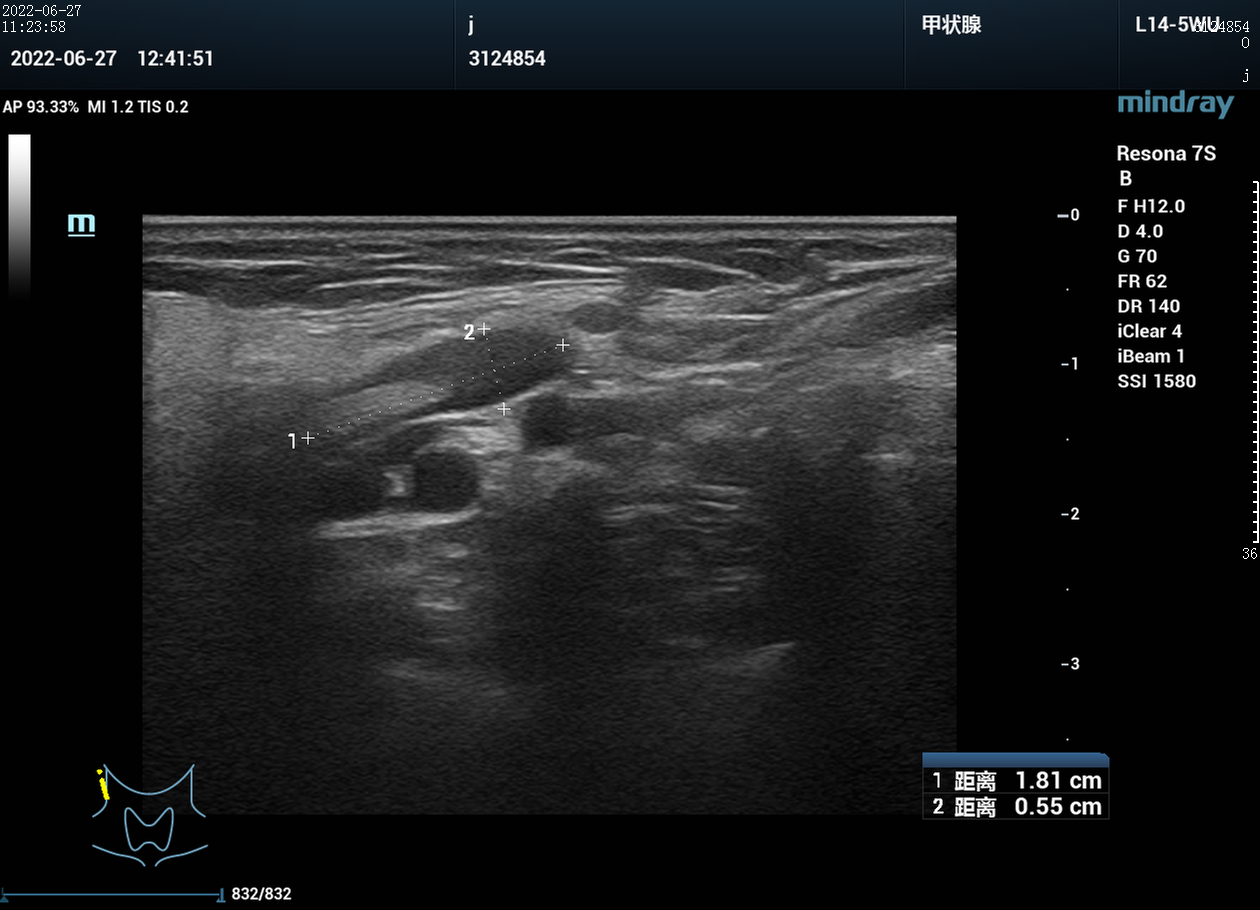 2022-06-27
11:23:58
2022-06-27 12:41:51
j
3124854
甲状腺
L14-5WU
3124854
0
j
AP 93.33% MI 1.2 TIS 0.2
mindray
Resona 7S
B
F H12.0
D 4.0
G 70
FR 62
DR 140
iClear 4
iBeam 1
SSI 1580
m
0
-1
-2
-3
2
1
1
36
1 距离 1.81 cm
2 距离 0.55 cm
832/832